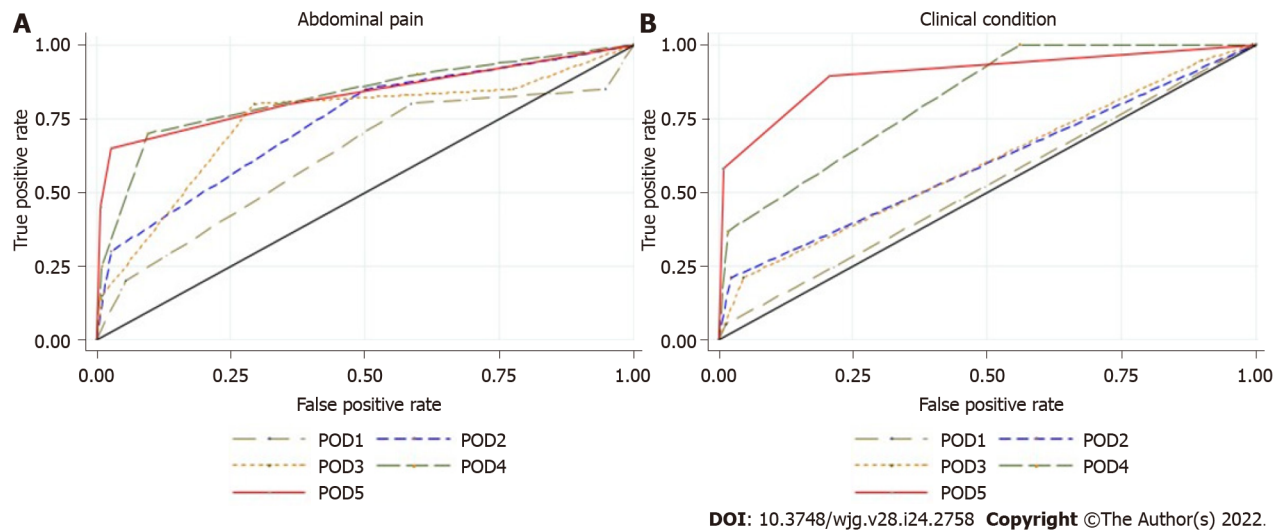 A
Abdominal pain
1.00
0.75
0.50
0.25
0.00
True positive rate
0.00 0.25 0.50 0.75 1.00
False positive rate
POD1 POD2
POD3 POD4
POD5
B
Clinical condition
1.00
0.75
0.50
0.25
0.00
True positive rate
0.00 0.25 0.50 0.75 1.00
False positive rate
POD1 POD2
POD3 POD4
POD5
DOI: 10.3748/wjg.v28.i24.2758 Copyright ©The Author(s) 2022.